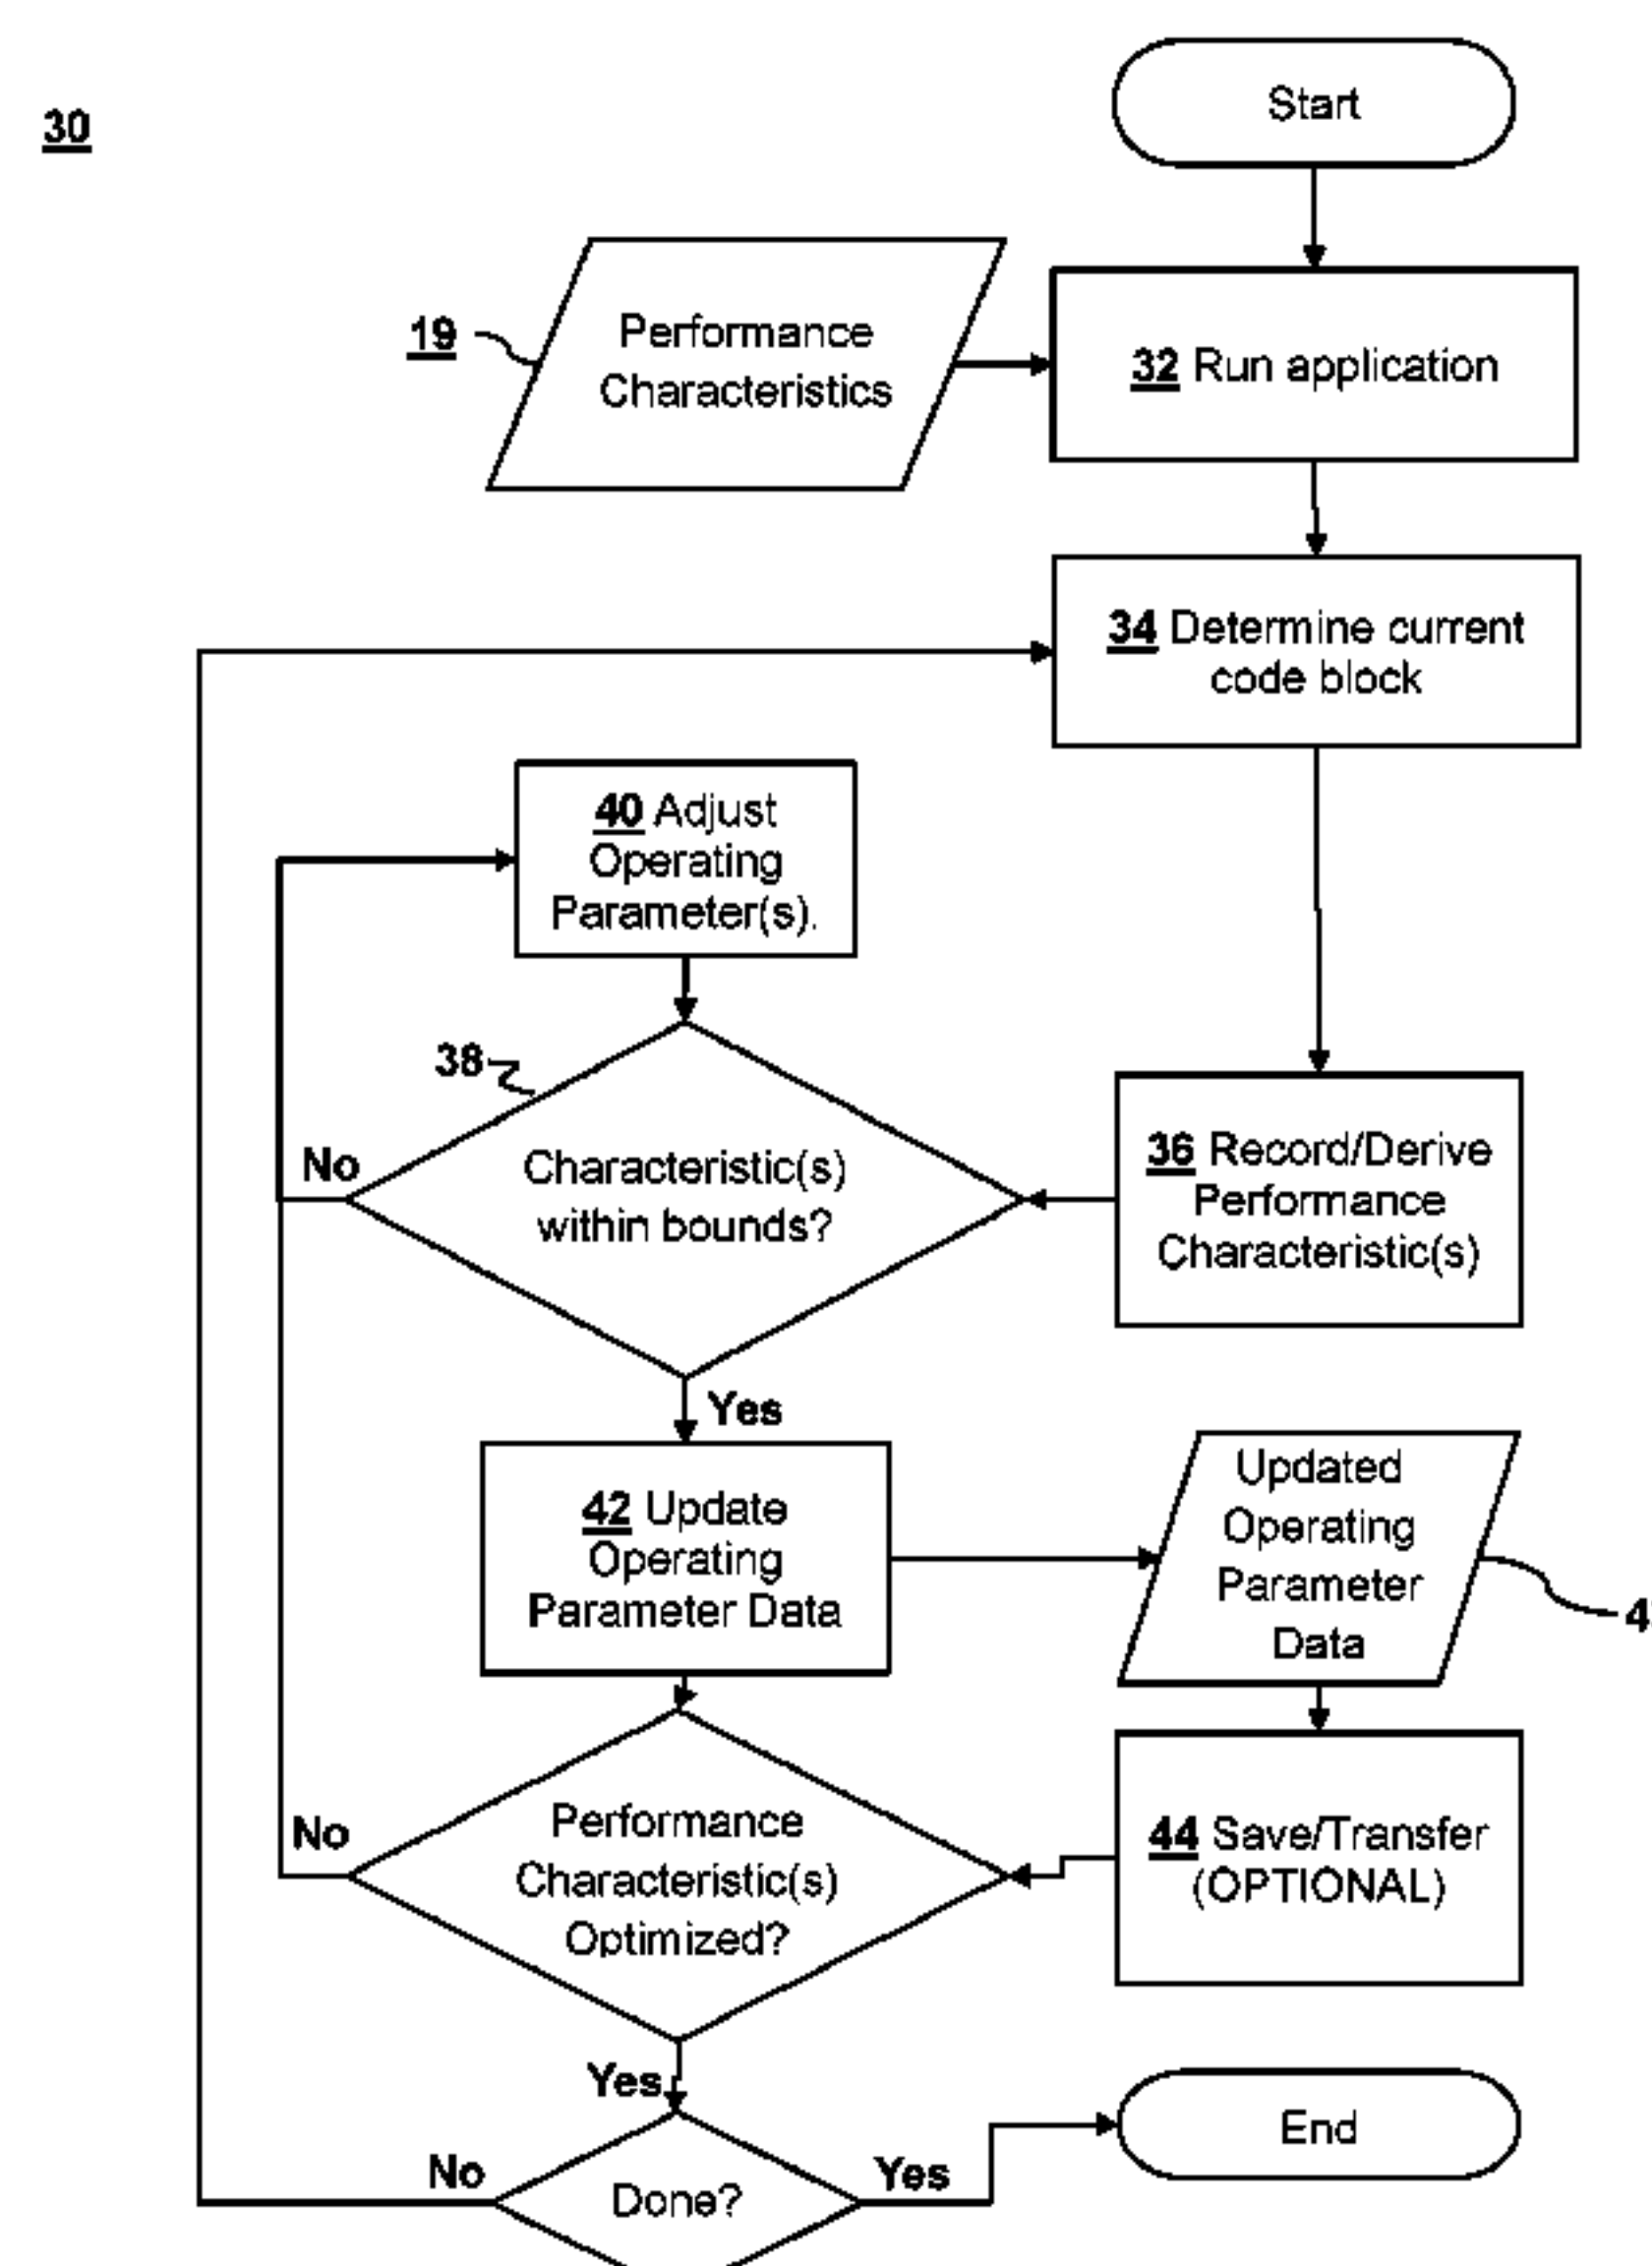 30
Start
19
Performance
Characteristics
32 Run application
34 Determine current
code block
40 Adjust
Operating
Parameter(s).
38
No
Characteristic(s)
within bounds?
36 Record/Derive
Performance
Characteristic(s)
Yes
42 Update
Operating
Parameter Data
Updated
Operating
Parameter
Data
4
No
Performance
Characteristic(s)
Optimized?
44 Save/Transfer
(OPTIONAL)
Yes
No
Done?
Yes
End